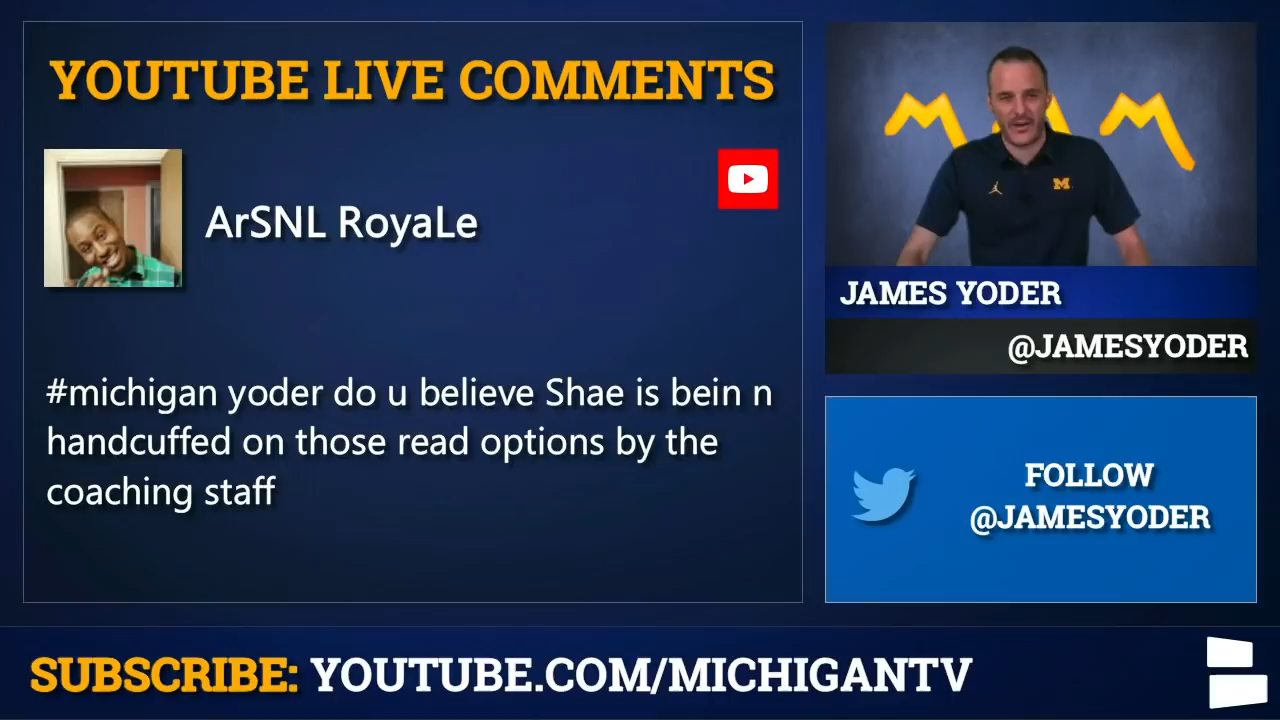 YOUTUBE LIVE COMMENTS
ArSNL RoyaLe
#michigan yoder do u believe Shae is bein n
handcuffed on those read options by the
coaching staff
M
JAMES YODER
@JAMESYODER
FOLLOW
@JAMESYODER
SUBSCRIBE: YOUTUBE.COM/MICHIGANTV